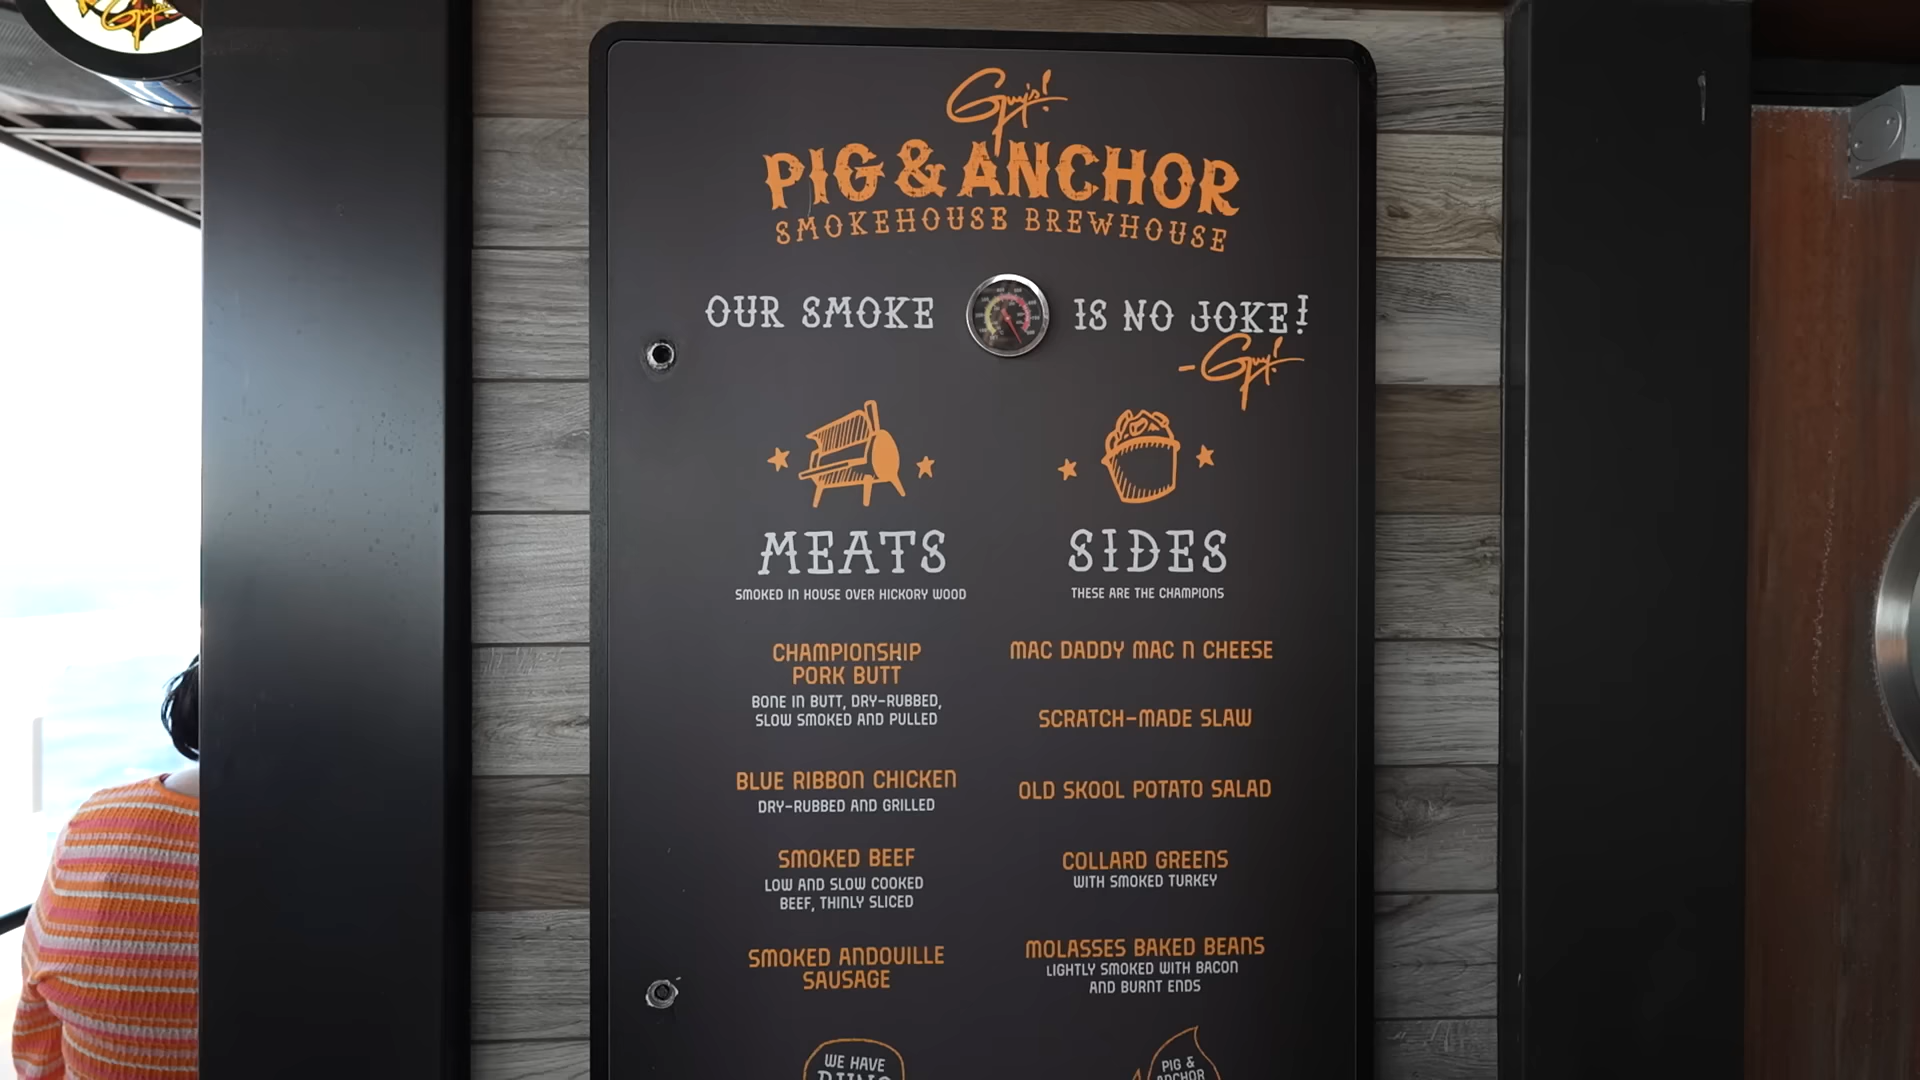 Guy's!
PIG & ANCHOR
SMOKEHOUSE BREWHOUSE
OUR SMOKE IS NO JOKE!
-Guy!
MEATS
SMOKED IN HOUSE OVER HICKORY WOOD
CHAMPIONSHIP
PORK BUTT
BONE IN BUTT, DRY-RUBBED,
SLOW SMOKED AND PULLED
BLUE RIBBON CHICKEN
DRY-RUBBED AND GRILLED
SMOKED BEEF
LOW AND SLOW COOKED
BEEF, THINLY SLICED
SMOKED ANDOUILLE
SAUSAGE
WE HAVE
SIDES
THESE ARE THE CHAMPIONS
MAC DADDY MAC N CHEESE
SCRATCH-MADE SLAW
OLD SKOOL POTATO SALAD
COLLARD GREENS
WITH SMOKED TURKEY
MOLASSES BAKED BEANS
LIGHTLY SMOKED WITH BACON
AND BURNT ENDS
PIG &
ANCHOR